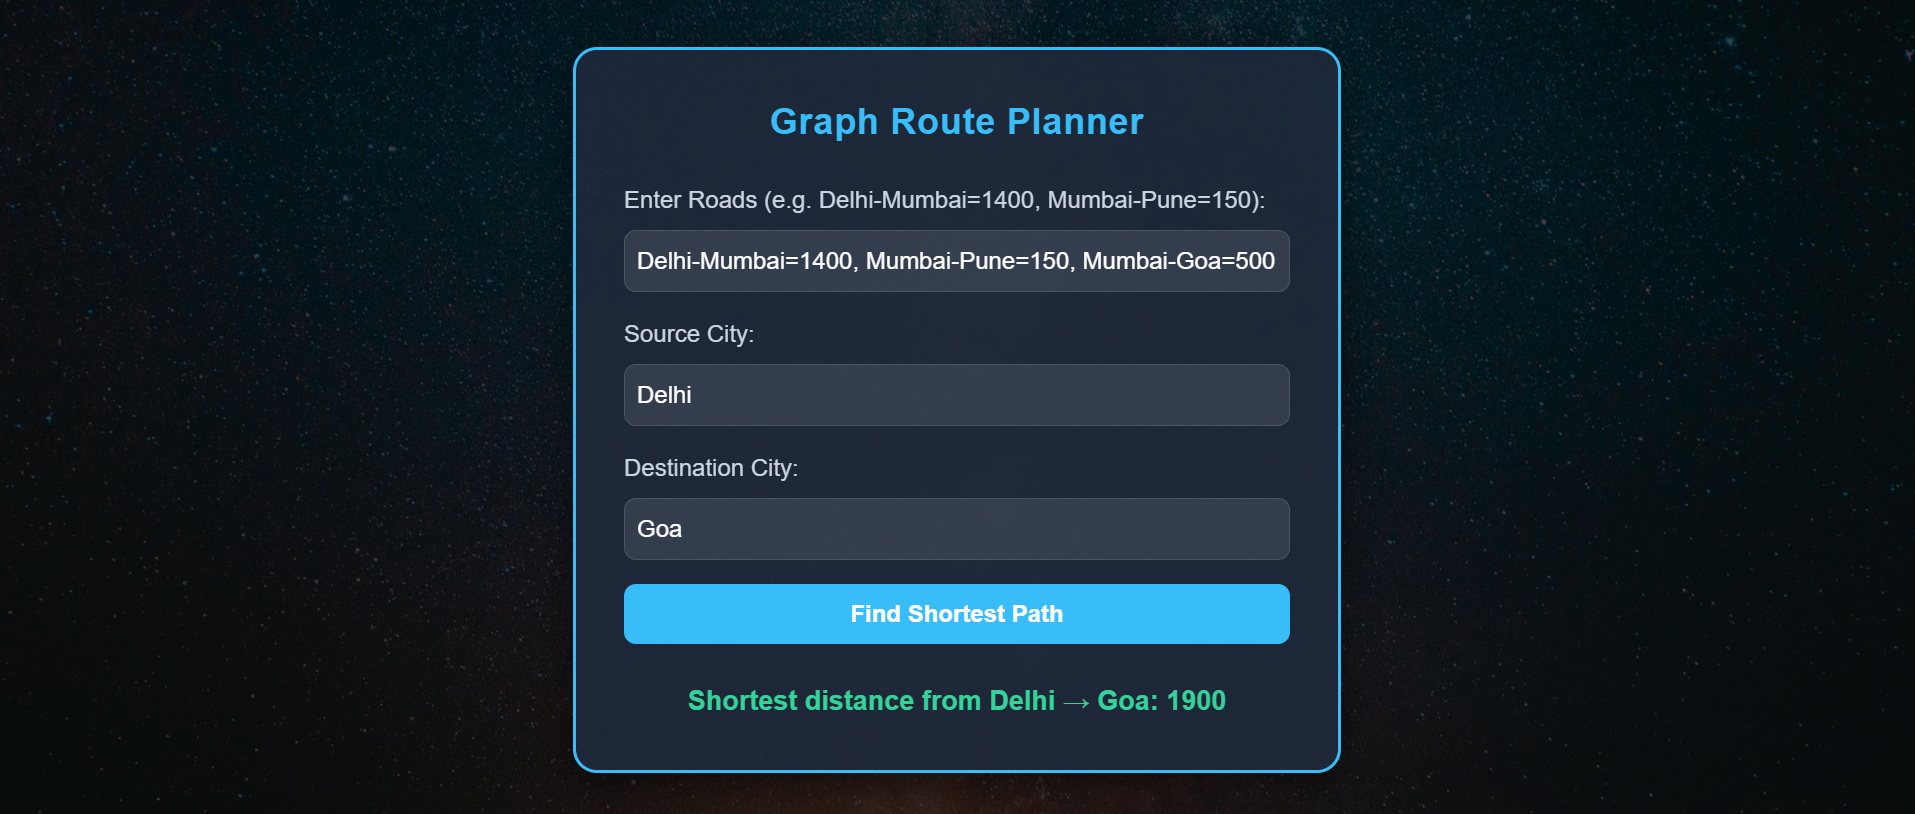 Graph Route Planner
Enter Roads (e.g. Delhi-Mumbai=1400, Mumbai-Pune=150):
Delhi-Mumbai=1400, Mumbai-Pune=150, Mumbai-Goa=500
Source City:
Delhi
Destination City:
Goa
Find Shortest Path
Shortest distance from Delhi → Goa: 1900